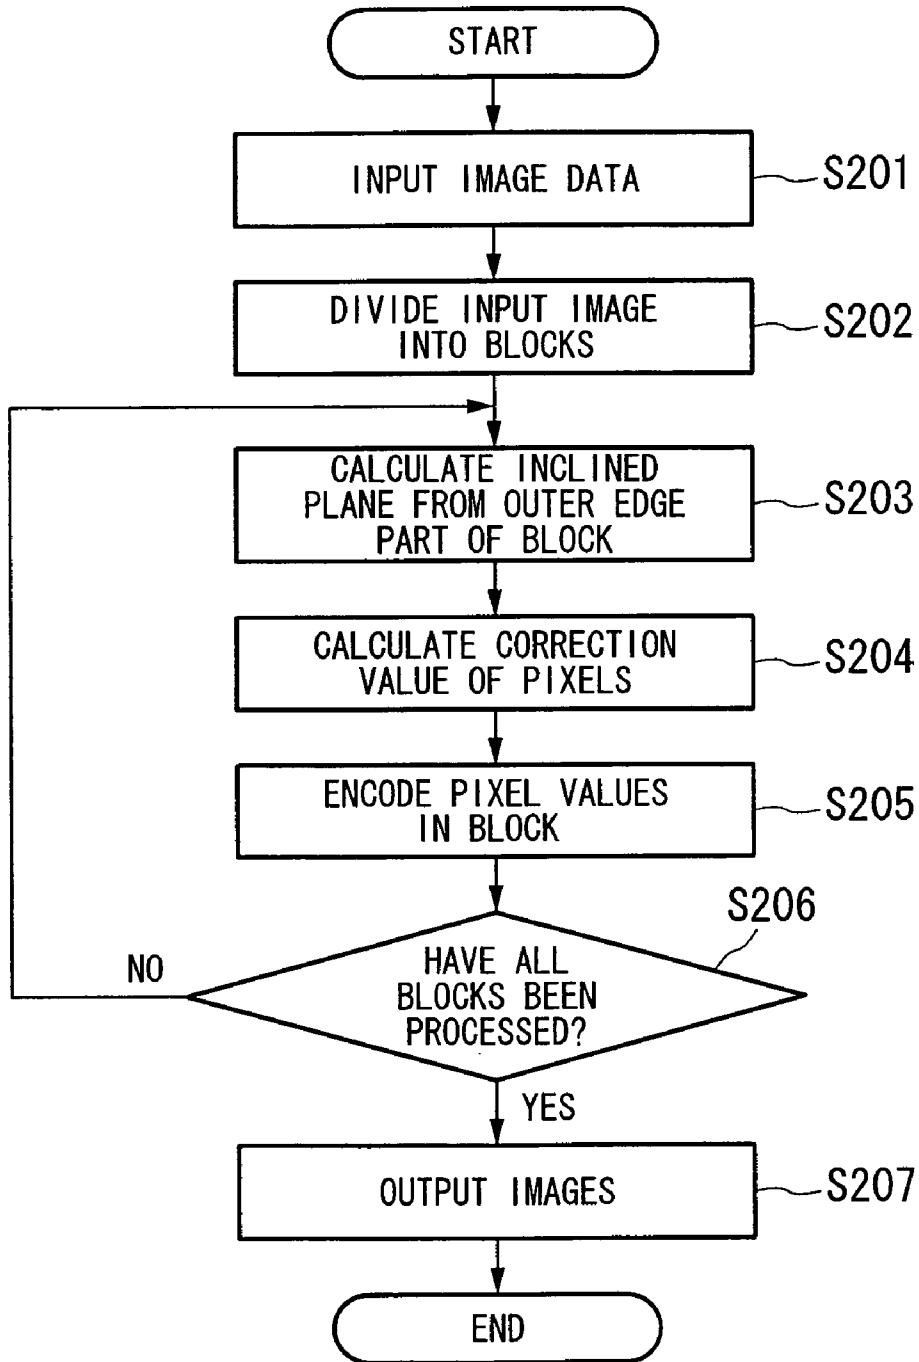 START
INPUT IMAGE DATA
S201
DIVIDE INPUT IMAGE
INTO BLOCKS
S202
CALCULATE INCLINED
PLANE FROM OUTER EDGE
PART OF BLOCK
S203
CALCULATE CORRECTION
VALUE OF PIXELS
S204
ENCODE PIXEL VALUES
IN BLOCK
S205
S206
HAVE ALL
BLOCKS BEEN
PROCESSED?
NO
YES
OUTPUT IMAGES
S207
END